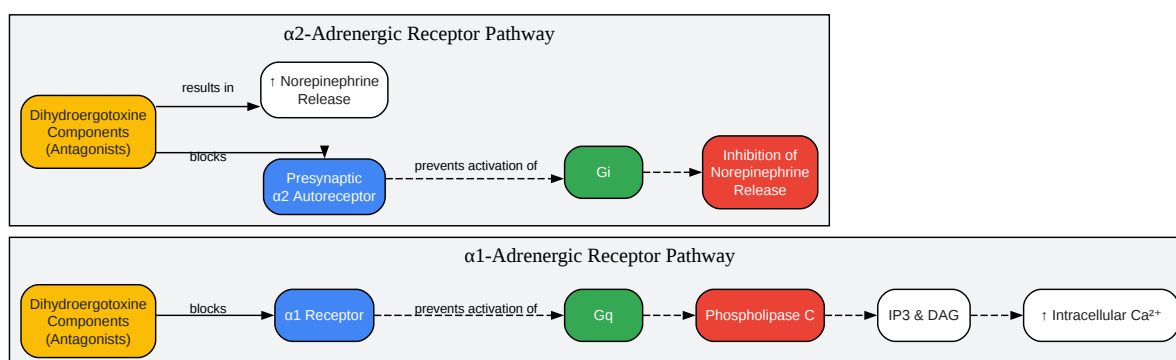 α2-Adrenergic Receptor Pathway
results in
↑ Norepinephrine
Release
Dihydroergotoxine
Components
(Antagonists)
blocks
Presynaptic
α2 Autoreceptor
prevents activation of
Gi
Inhibition of
Norepinephrine
Release
α1-Adrenergic Receptor Pathway
Dihydroergotoxine
Components
(Antagonists)
blocks
α1 Receptor
prevents activation of
Gq
Phospholipase C
IP3 & DAG
↑ Intracellular Ca²⁺